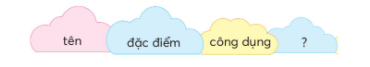 tên đặc điểm công dụng ?